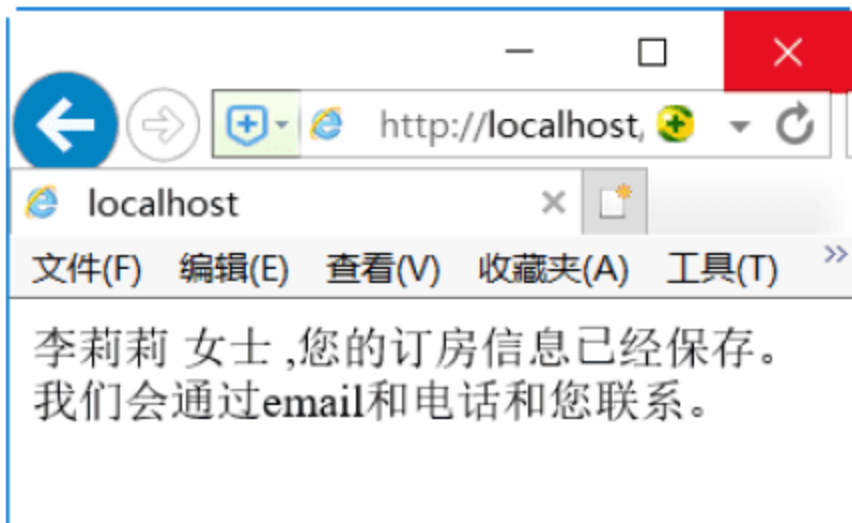 http://localhost/
localhost
文件(F) 编辑(E) 查看(V) 收藏夹(A) 工具(T)
李莉莉 女士 ,您的订房信息已经保存。
我们会通过email和电话和您联系。